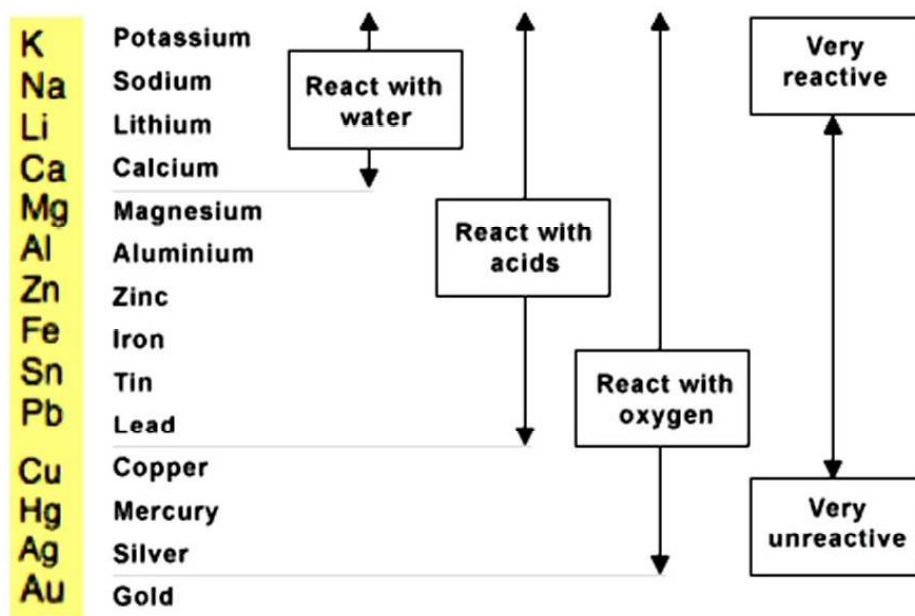 K Potassium
Na Sodium
Li Lithium
Ca Calcium
Mg Magnesium
Al Aluminium
Zn Zinc
Fe Iron
Sn Tin
Pb Lead
Cu Copper
Hg Mercury
Ag Silver
Au Gold
React with
water
React with
acids
React with
oxygen
Very
reactive
Very
unreactive